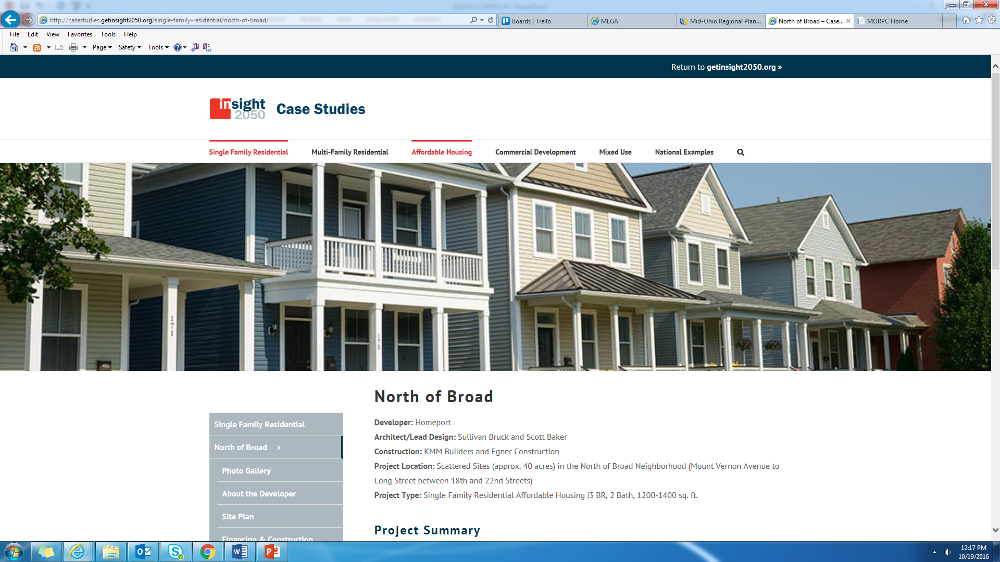 http://casestudies.getinsight2050.org/single-family-residential/north-of-broad/
Boards | Trello
MEGA
Mid-Ohio Regional Plan...
North of Broad – Case...
MORPC Home
File Edit View Favorites Tools Help
Page Safety Tools
Return to getinsight2050.org »
insight
2050
Case Studies
Single Family Residential Multi-Family Residential Affordable Housing Commercial Development Mixed Use National Examples
171
173
North of Broad
Developer: Homeport
Architect/Lead Design: Sullivan Bruck and Scott Baker
Construction: KMM Builders and Egner Construction
Project Location: Scattered Sites (approx. 40 acres) in the North of Broad Neighborhood (Mount Vernon Avenue to
Long Street between 18th and 22nd Streets)
Project Type: Single Family Residential Affordable Housing |3 BR, 2 Bath, 1200-1400 sq. ft.
Project Summary
Single Family Residential
North of Broad
Photo Gallery
About the Developer
Site Plan
Financing & Construction
12:17 PM
10/19/2016